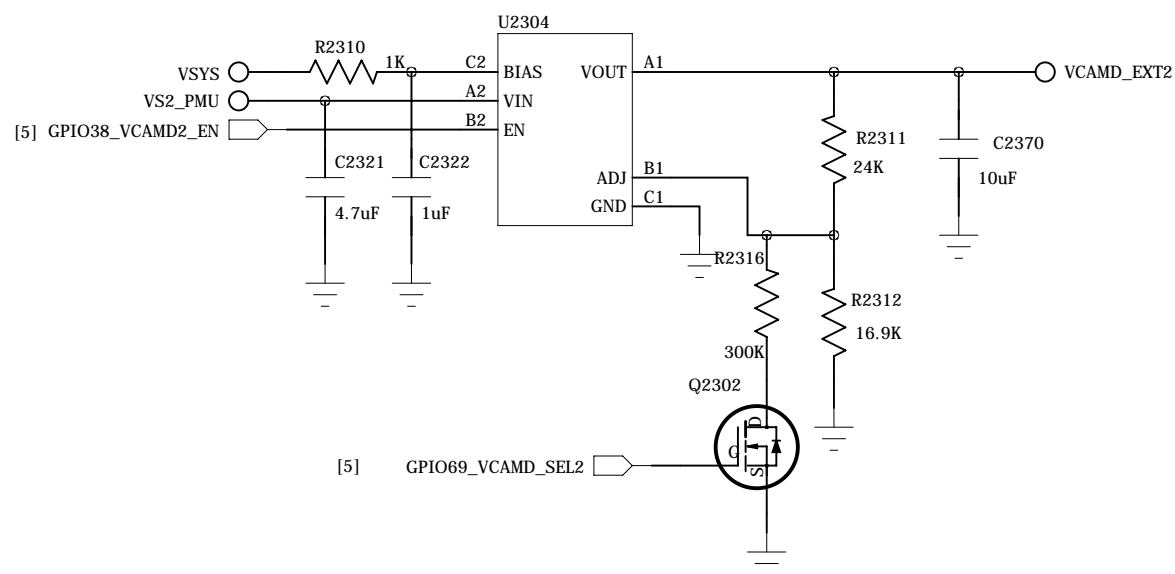 U2304
R2310
1K
VSYS
C2
BIAS
VOUT
A1
VCAMD_EXT2
VS2_PMU
A2
VIN
[5] GPIO38_VCAMD2_EN
B2
EN
R2311
24K
C2370
10uF
C2321
4.7uF
C2322
1uF
ADJ
B1
GND
C1
R2316
300K
R2312
16.9K
Q2302
D
G
S
[5] GPIO69_VCAMD_SEL2